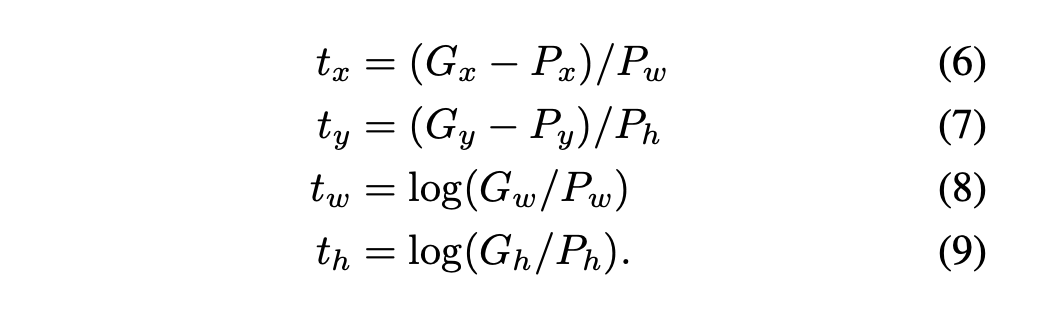 t_x = (G_x − P_x)/P_w (6)
t_y = (G_y − P_y)/P_h (7)
t_w = log(G_w/P_w) (8)
t_h = log(G_h/P_h). (9)